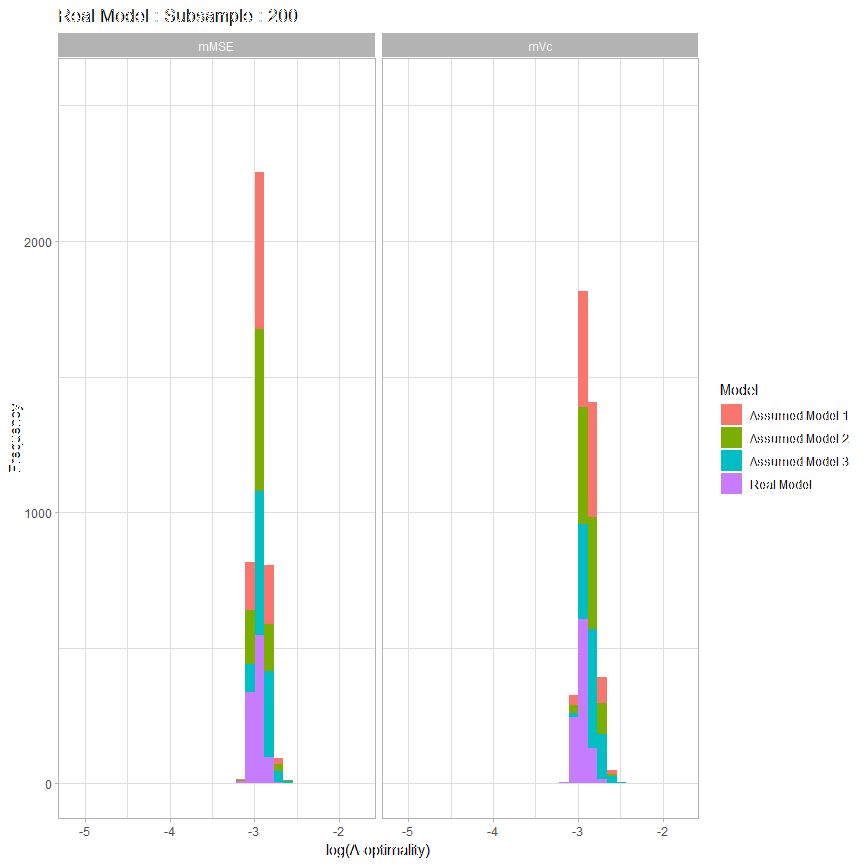 Real Model :: Subsample :: 200
mMSE
mVc
2000
1000
0
Frequency
-5
-4
-3
-2
-5
-4
-3
-2
log(A-optimality)
Model
Assumed Model 1
Assumed Model 2
Assumed Model 3
Real Model